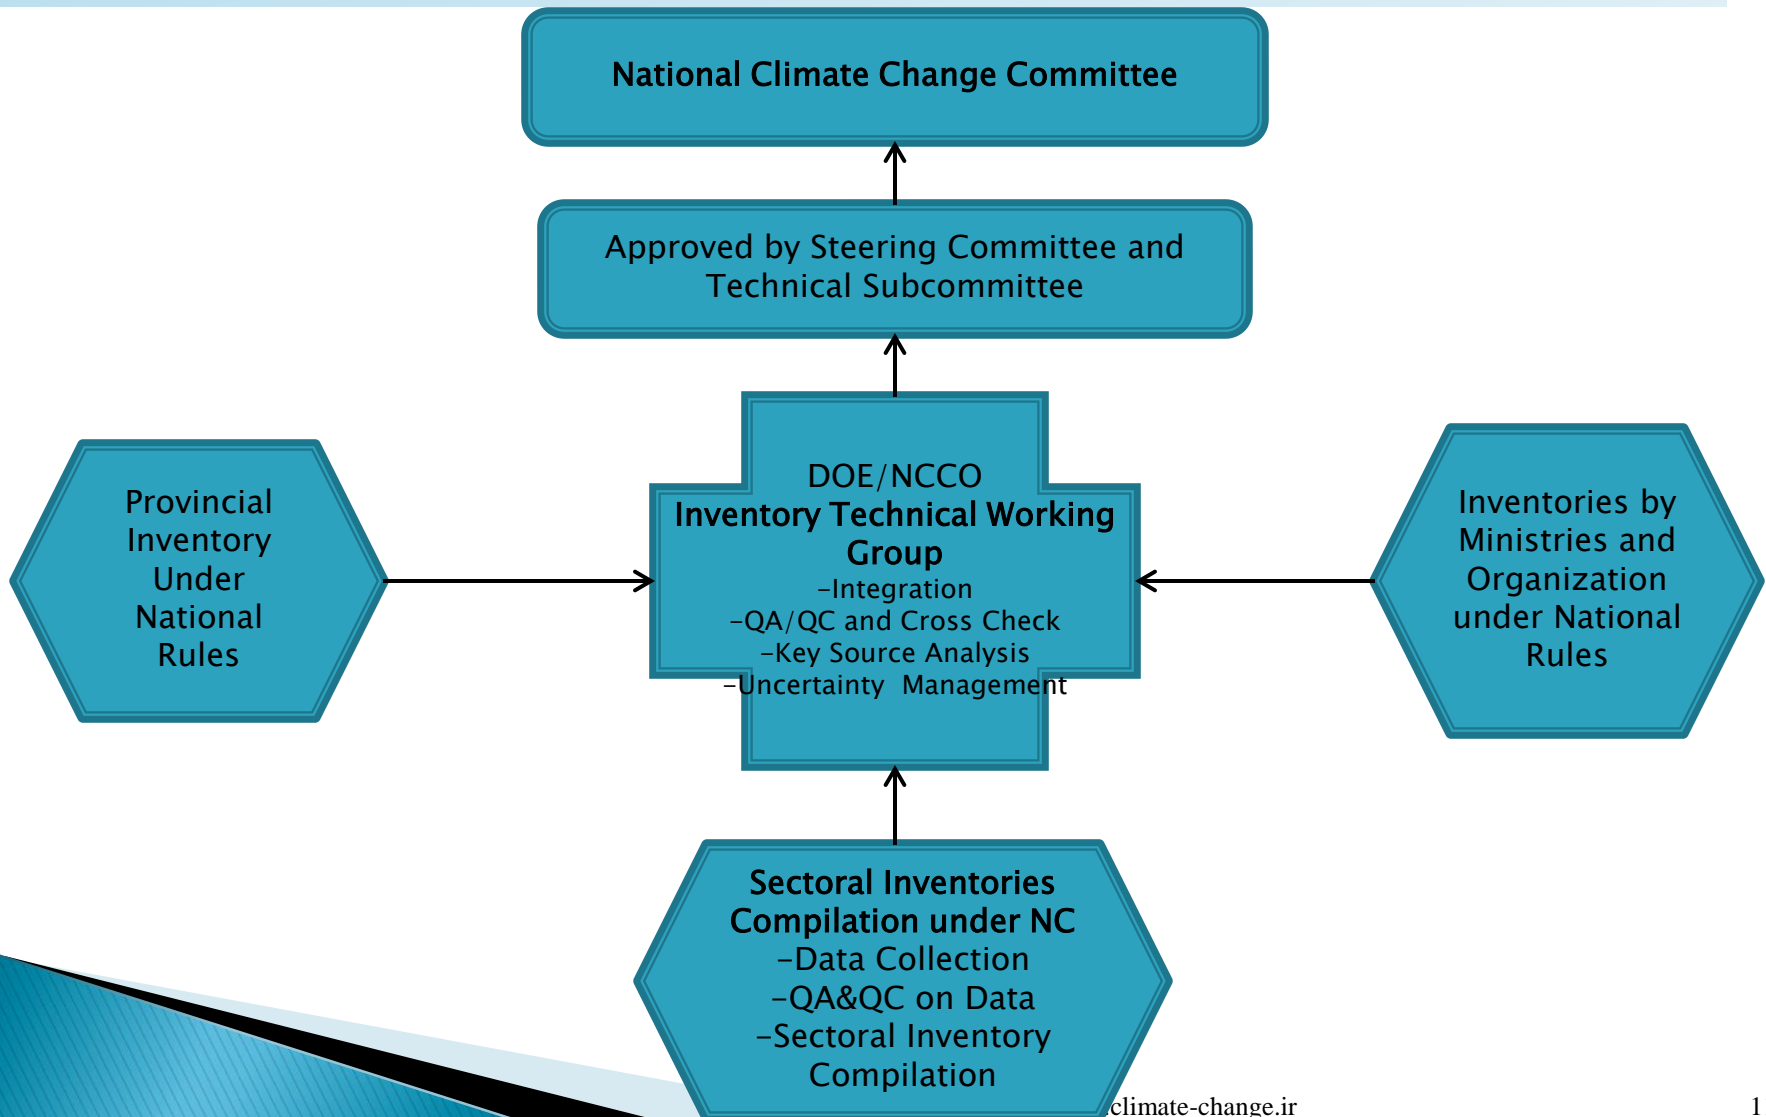 National Climate Change Committee
Approved by Steering Committee and
Technical Subcommittee
DOE/NCCO
Inventory Technical Working
Group
-Integration
-QA/QC and Cross Check
-Key Source Analysis
-Uncertainty Management
Provincial
Inventory
Under
National
Rules
Inventories by
Ministries and
Organization
under National
Rules
Sectoral Inventories
Compilation under NC
-Data Collection
-QA&QC on Data
-Sectoral Inventory
Compilation
.climate-change.ir
1